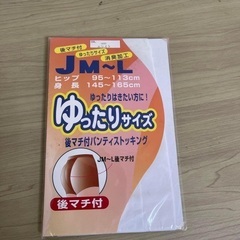 後マチ付
ゆったりサイズ
消臭加工
JM〜L
ヒップ 95〜113cm
身長 145〜165cm
ゆったりはきたい方に!
ゆったりサイズ
後マチ付パンティストッキング
JM〜L後マチ付
後マチ付